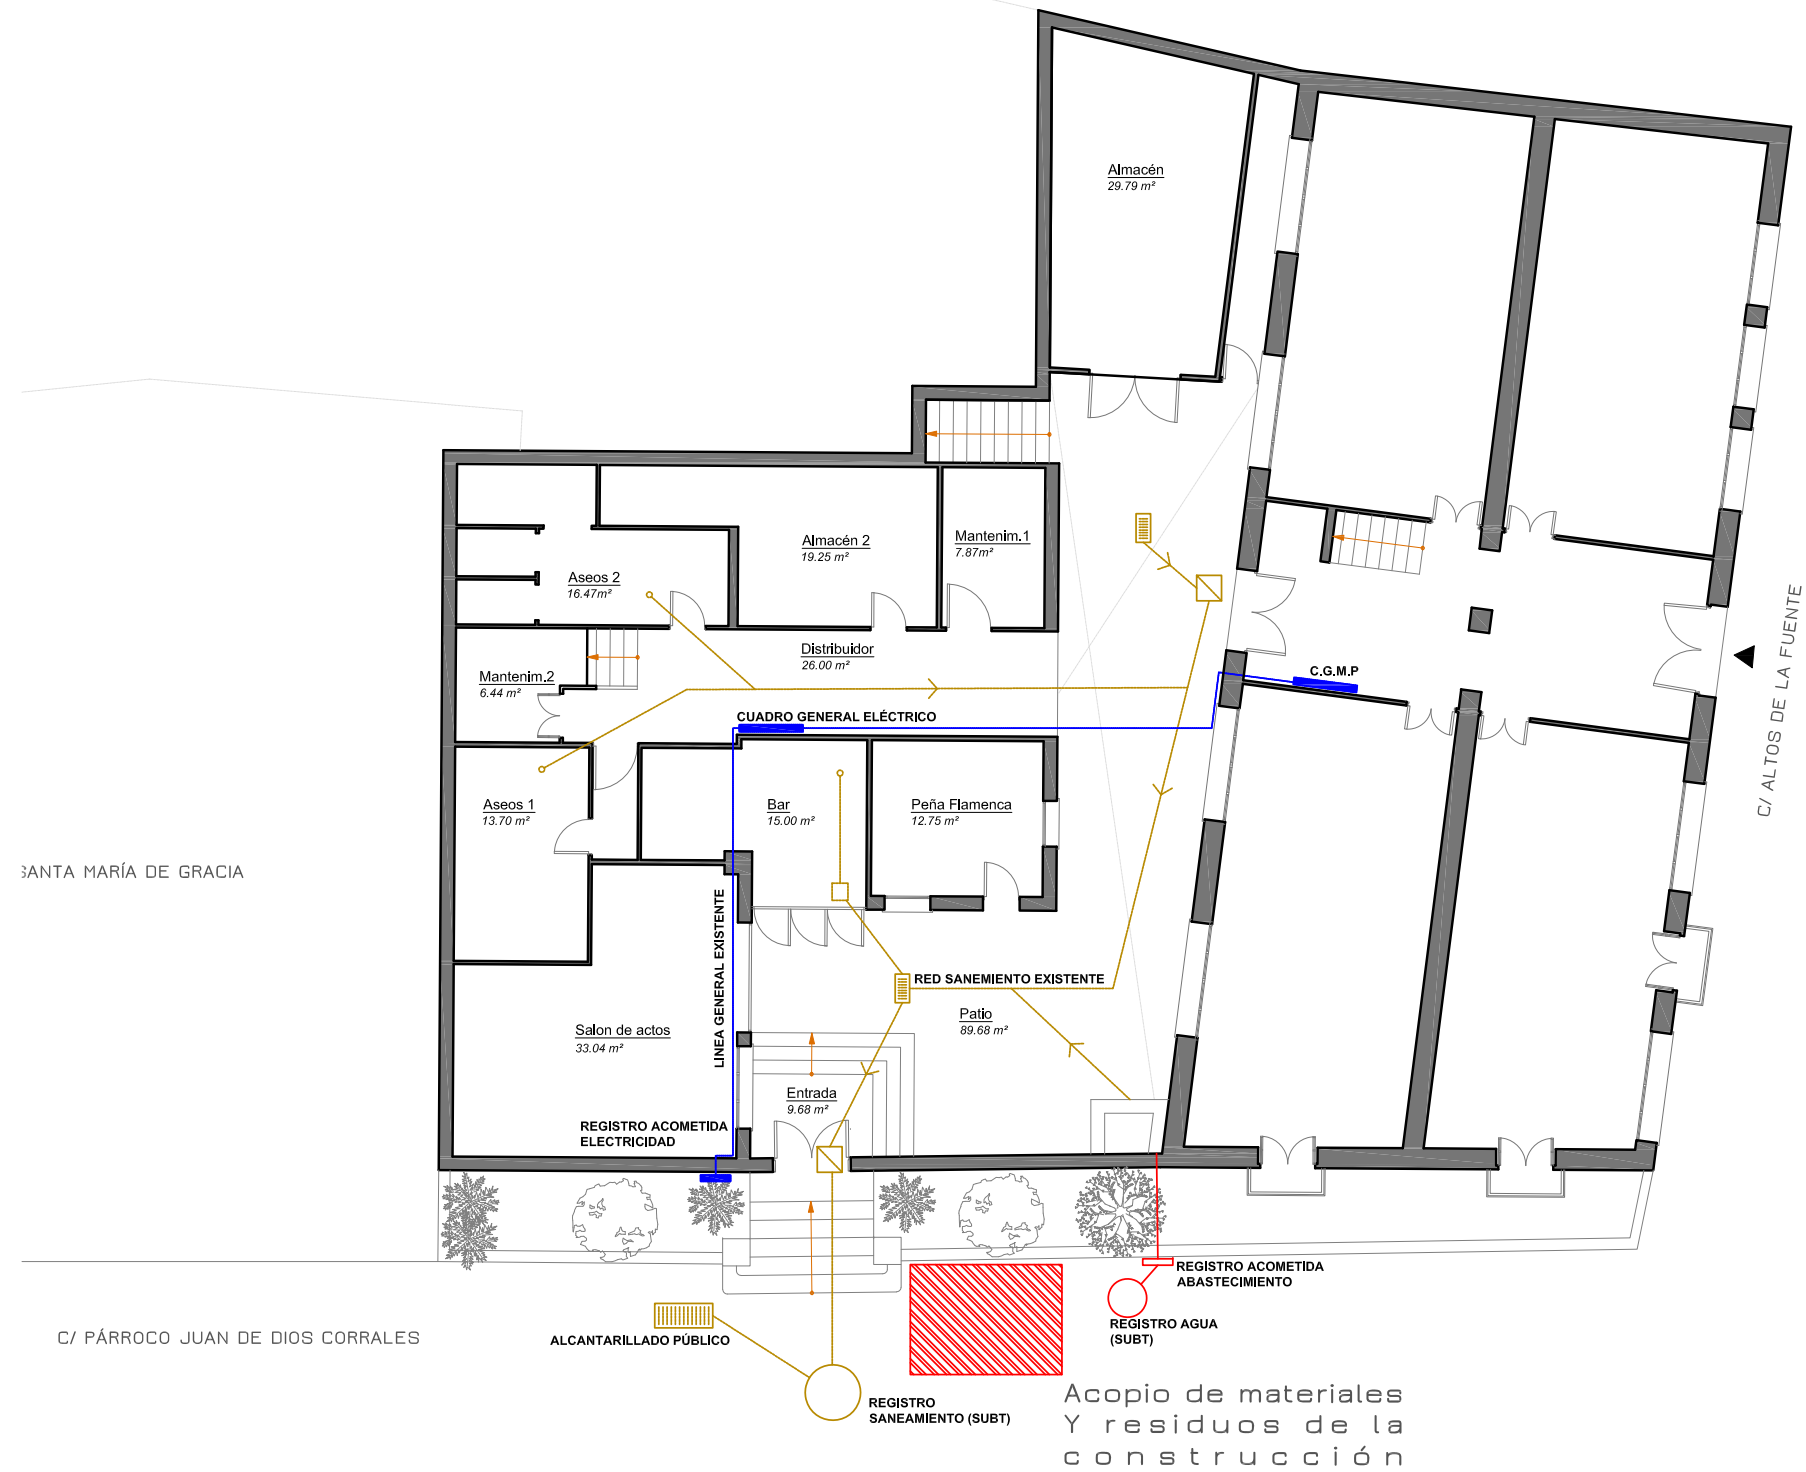 Almacén
29.79 m²
Almacén 2
19.25 m²
Mantenim.1
7.87m²
Aseos 2
16.47m²
Distribuidor
26.00 m²
Mantenim.2
6.44 m²
C.G.M.P
C/ ALTOS DE LA FUENTE
CUADRO GENERAL ELÉCTRICO
Aseos 1
13.70 m²
Bar
15.00 m²
Peña Flamenca
12.75 m²
SANTA MARÍA DE GRACIA
LINEA GENERAL EXISTENTE
RED SANEMIENTO EXISTENTE
Patio
89.68 m²
Salon de actos
33.04 m²
Entrada
9.68 m²
REGISTRO ACOMETIDA
ELECTRICIDAD
REGISTRO ACOMETIDA
ABASTECIMIENTO
REGISTRO AGUA
(SUBT)
C/ PÁRROCO JUAN DE DIOS CORRALES
ALCANTARILLADO PÚBLICO
REGISTRO
SANEAMIENTO (SUBT)
Acopio de materiales
Y residuos de la
construcción